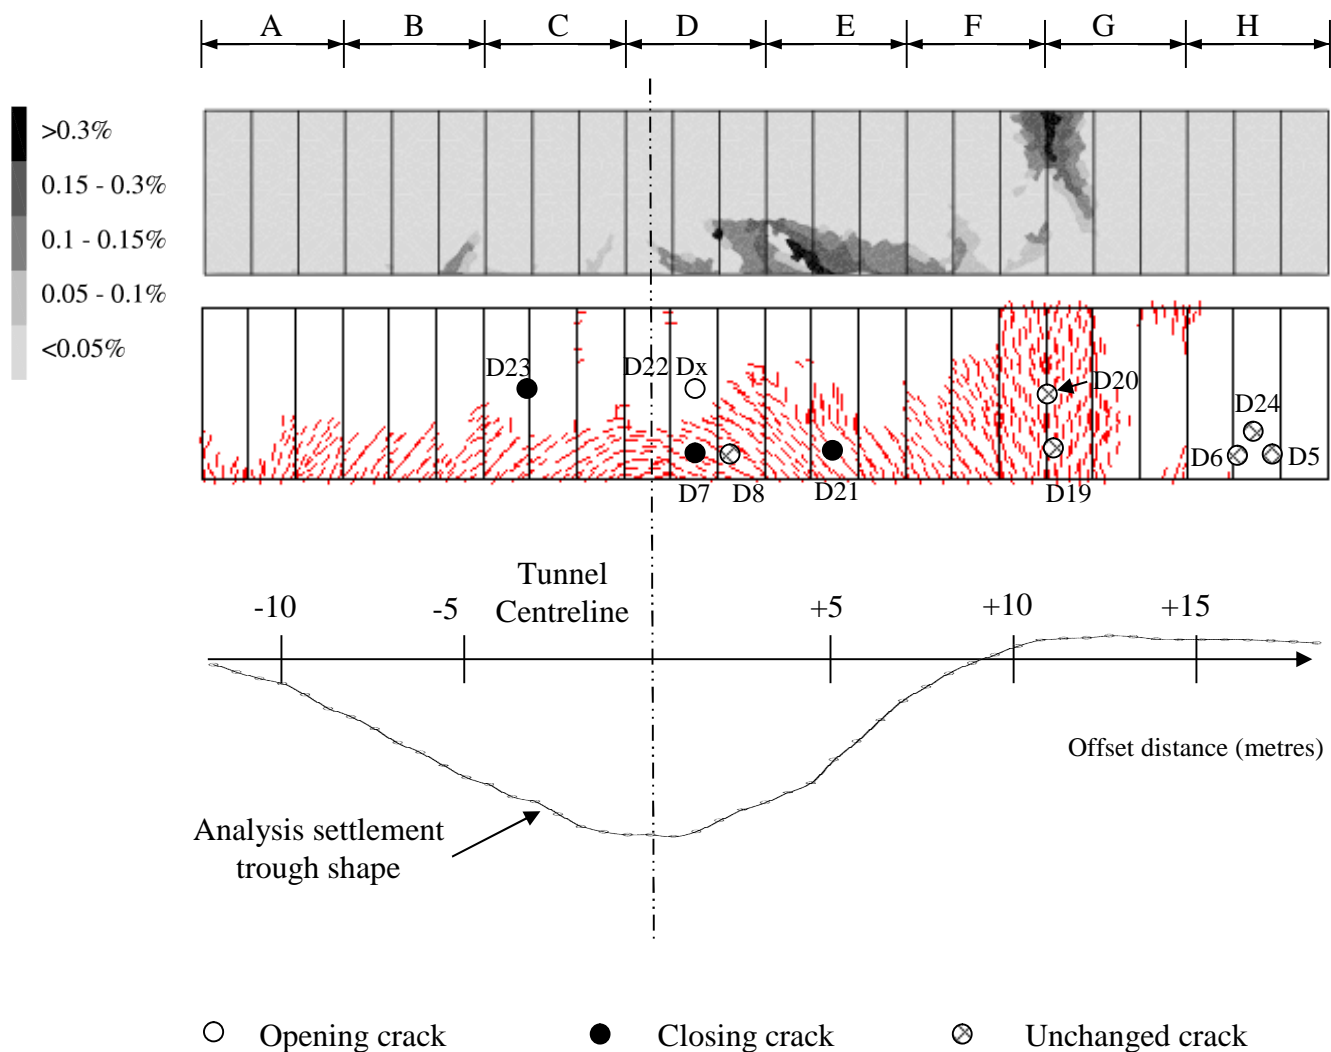 A B C D E F G H
>0.3%
0.15 - 0.3%
0.1 - 0.15%
0.05 - 0.1%
<0.05%
D23 D22 Dx D20
D24
D6 D5
D7 D8 D21 D19
Tunnel
Centreline
-10 -5 +5 +10 +15
Offset distance (metres)
Analysis settlement
trough shape
Opening crack Closing crack Unchanged crack